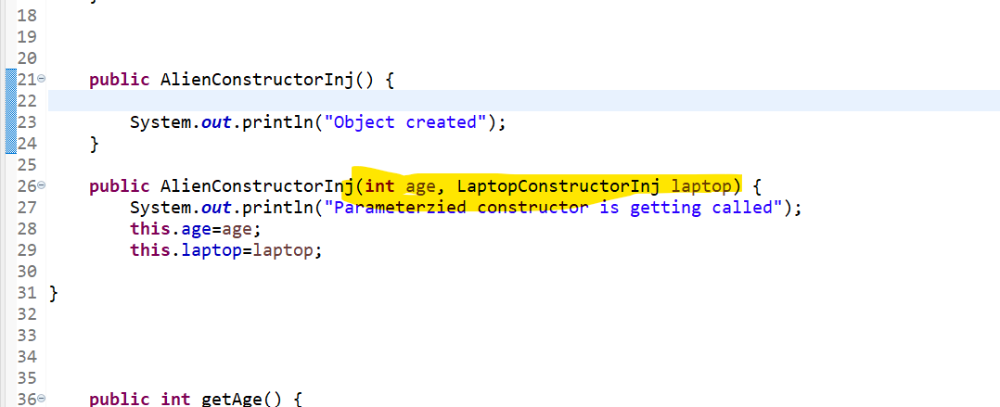 18
19
20
21 public AlienConstructorInj() {
22
23 System.out.println("Object created");
24 }
25
26 public AlienConstructorInj(int age, LaptopConstructorInj laptop) {
27 System.out.println("Parameterzied constructor is getting called");
28 this.age=age;
29 this.laptop=laptop;
30
31 }
32
33
34
35
36 public int getAge() {